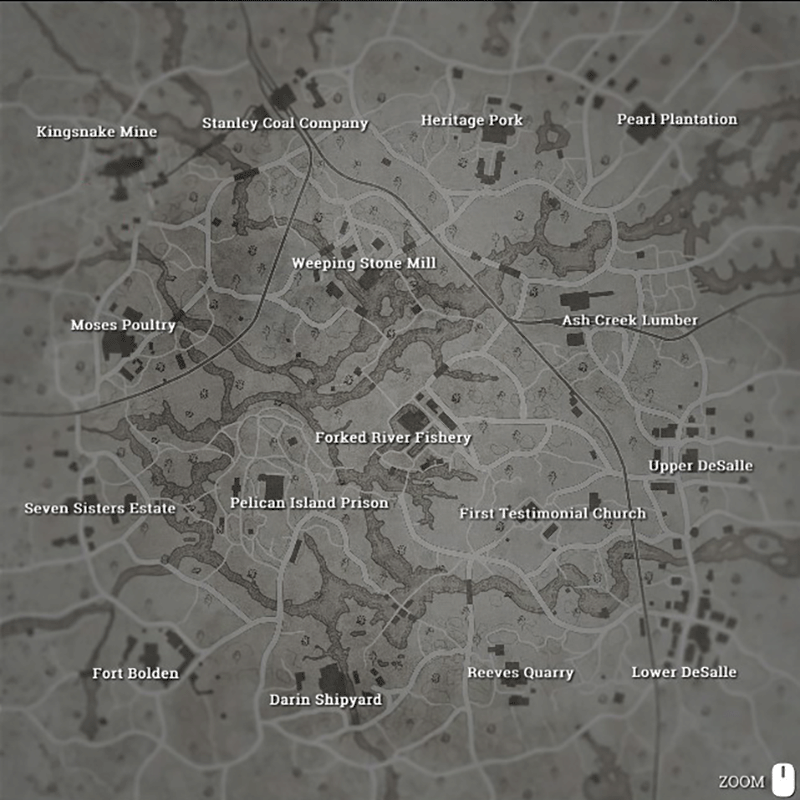 Kingsnake Mine
Stanley Coal Company
Heritage Pork
Pearl Plantation
Weeping Stone Mill
Moses Poultry
Ash Creek Lumber
Forked River Fishery
Upper DeSalle
Seven Sisters Estate
Pelican Island Prison
First Testimonial Church
Fort Bolden
Darin Shipyard
Reeves Quarry
Lower DeSalle
ZOOM